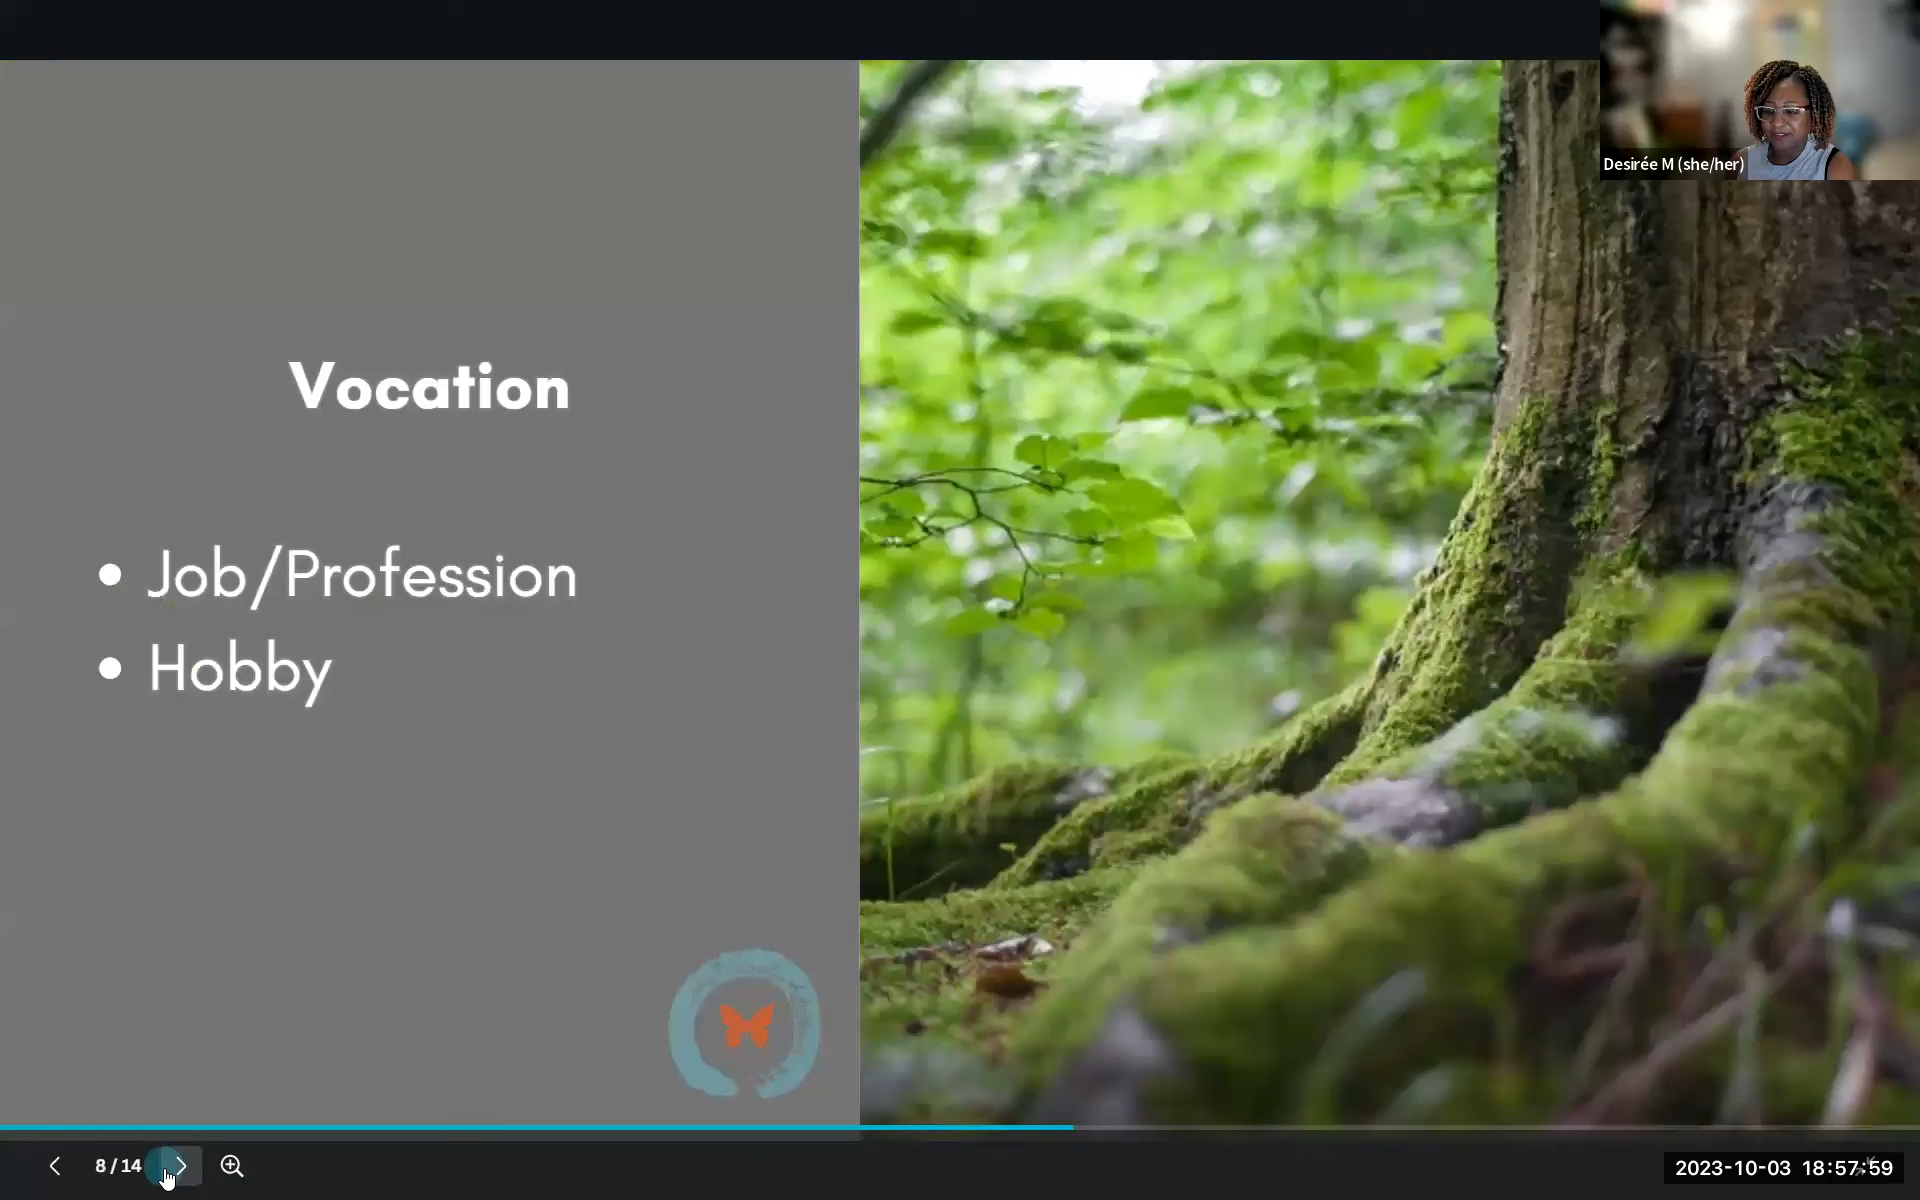 Desirée M (she/her)
Vocation
• Job/Profession
• Hobby
8 / 14
2023-10-03 18:57:59